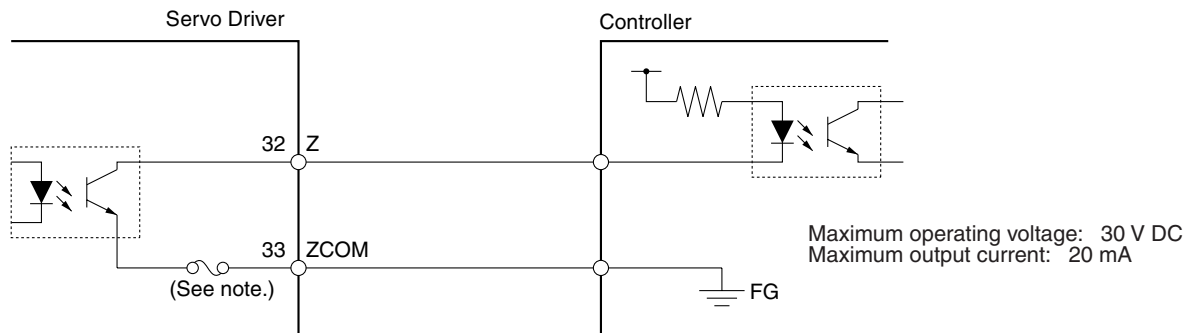 Servo Driver
Controller
32 Z
33 ZCOM
(See note.)
FG
Maximum operating voltage: 30 V DC
Maximum output current: 20 mA